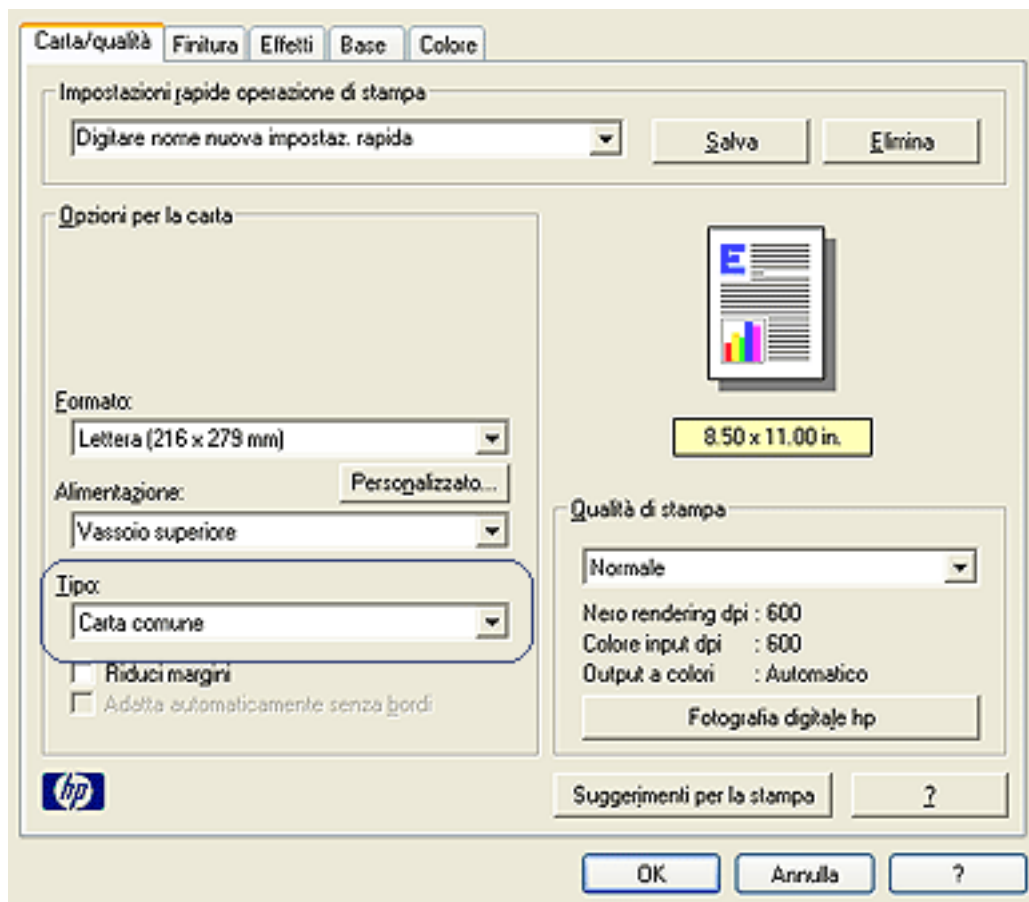 Carta/qualità Finitura Effetti Base Colore
Impostazioni rapide operazione di stampa
Digitare nome nuova impostaz. rapida Salva Elimina
Opzioni per la carta
E
Formato:
Lettera (216 x 279 mm)
8.50 x 11.00 in.
Alimentazione: Personalizzato...
Vassoio superiore
Qualità di stampa
Normale
Tipo:
Carta comune
Nero rendering dpi : 600
Colore input dpi : 600
Riduci margini
Output a colori : Automatico
Adatta automaticamente senza bordi
Fotografia digitale hp
hp
Suggerimenti per la stampa ?
OK Annulla ?